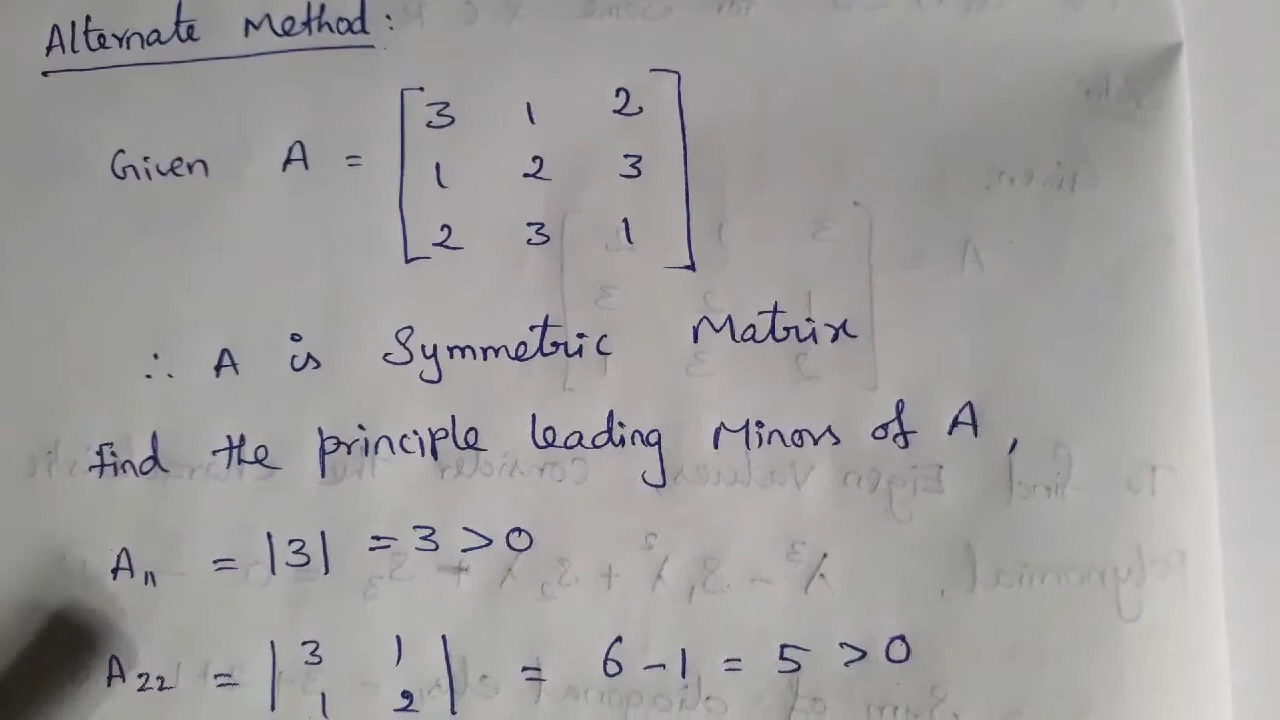 Alternate Method:
Given A = [3 1 2
1 2 3
2 3 1]
∴ A is Symmetric Matrix
Find the principle leading Minors of A,
A₁₁ = |3| = 3 > 0
A₂₂ = |3 1
1 2| = 6 - 1 = 5 > 0